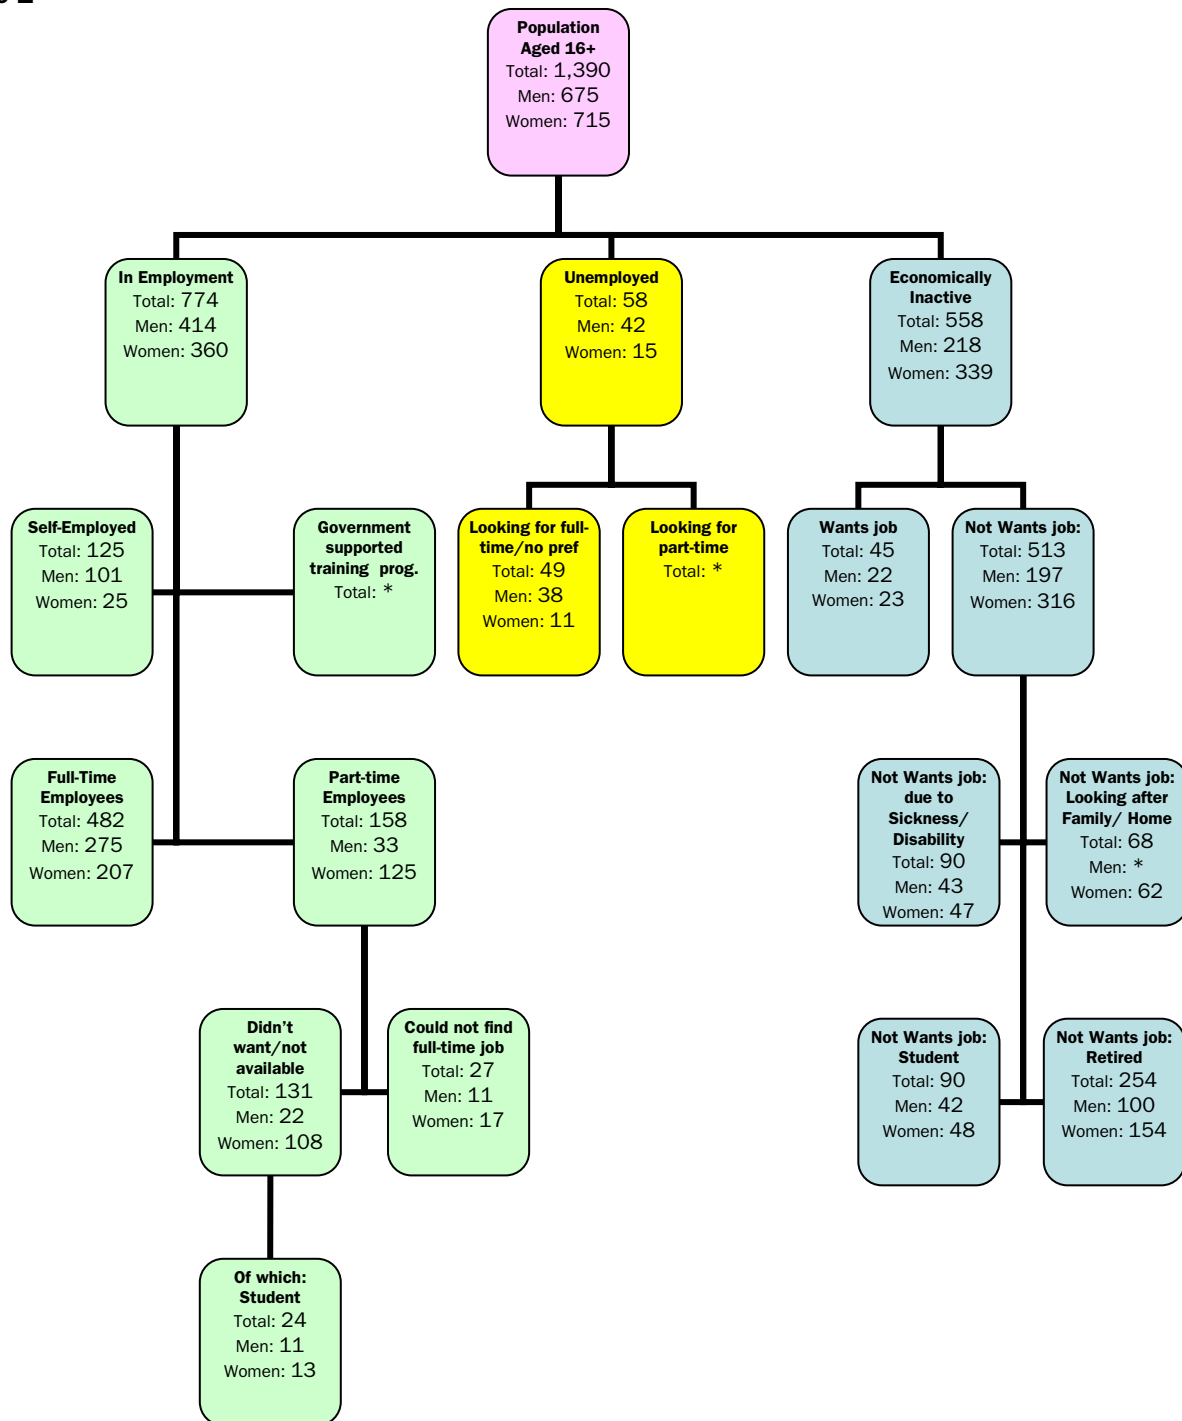 Population
Aged 16+
Total: 1,390
Men: 675
Women: 715
In Employment
Total: 774
Men: 414
Women: 360
Unemployed
Total: 58
Men: 42
Women: 15
Economically
Inactive
Total: 558
Men: 218
Women: 339
Self-Employed
Total: 125
Men: 101
Women: 25
Government
supported
training prog.
Total: *
Looking for full-
time/no pref
Total: 49
Men: 38
Women: 11
Looking for
part-time
Total: *
Wants job
Total: 45
Men: 22
Women: 23
Not Wants job:
Total: 513
Men: 197
Women: 316
Full-Time
Employees
Total: 482
Men: 275
Women: 207
Part-time
Employees
Total: 158
Men: 33
Women: 125
Not Wants job:
due to
Sickness/
Disability
Total: 90
Men: 43
Women: 47
Not Wants job:
Looking after
Family/ Home
Total: 68
Men: *
Women: 62
Didn't
want/not
available
Total: 131
Men: 22
Women: 108
Could not find
full-time job
Total: 27
Men: 11
Women: 17
Not Wants job:
Student
Total: 90
Men: 42
Women: 48
Not Wants job:
Retired
Total: 254
Men: 100
Women: 154
Of which:
Student
Total: 24
Men: 11
Women: 13